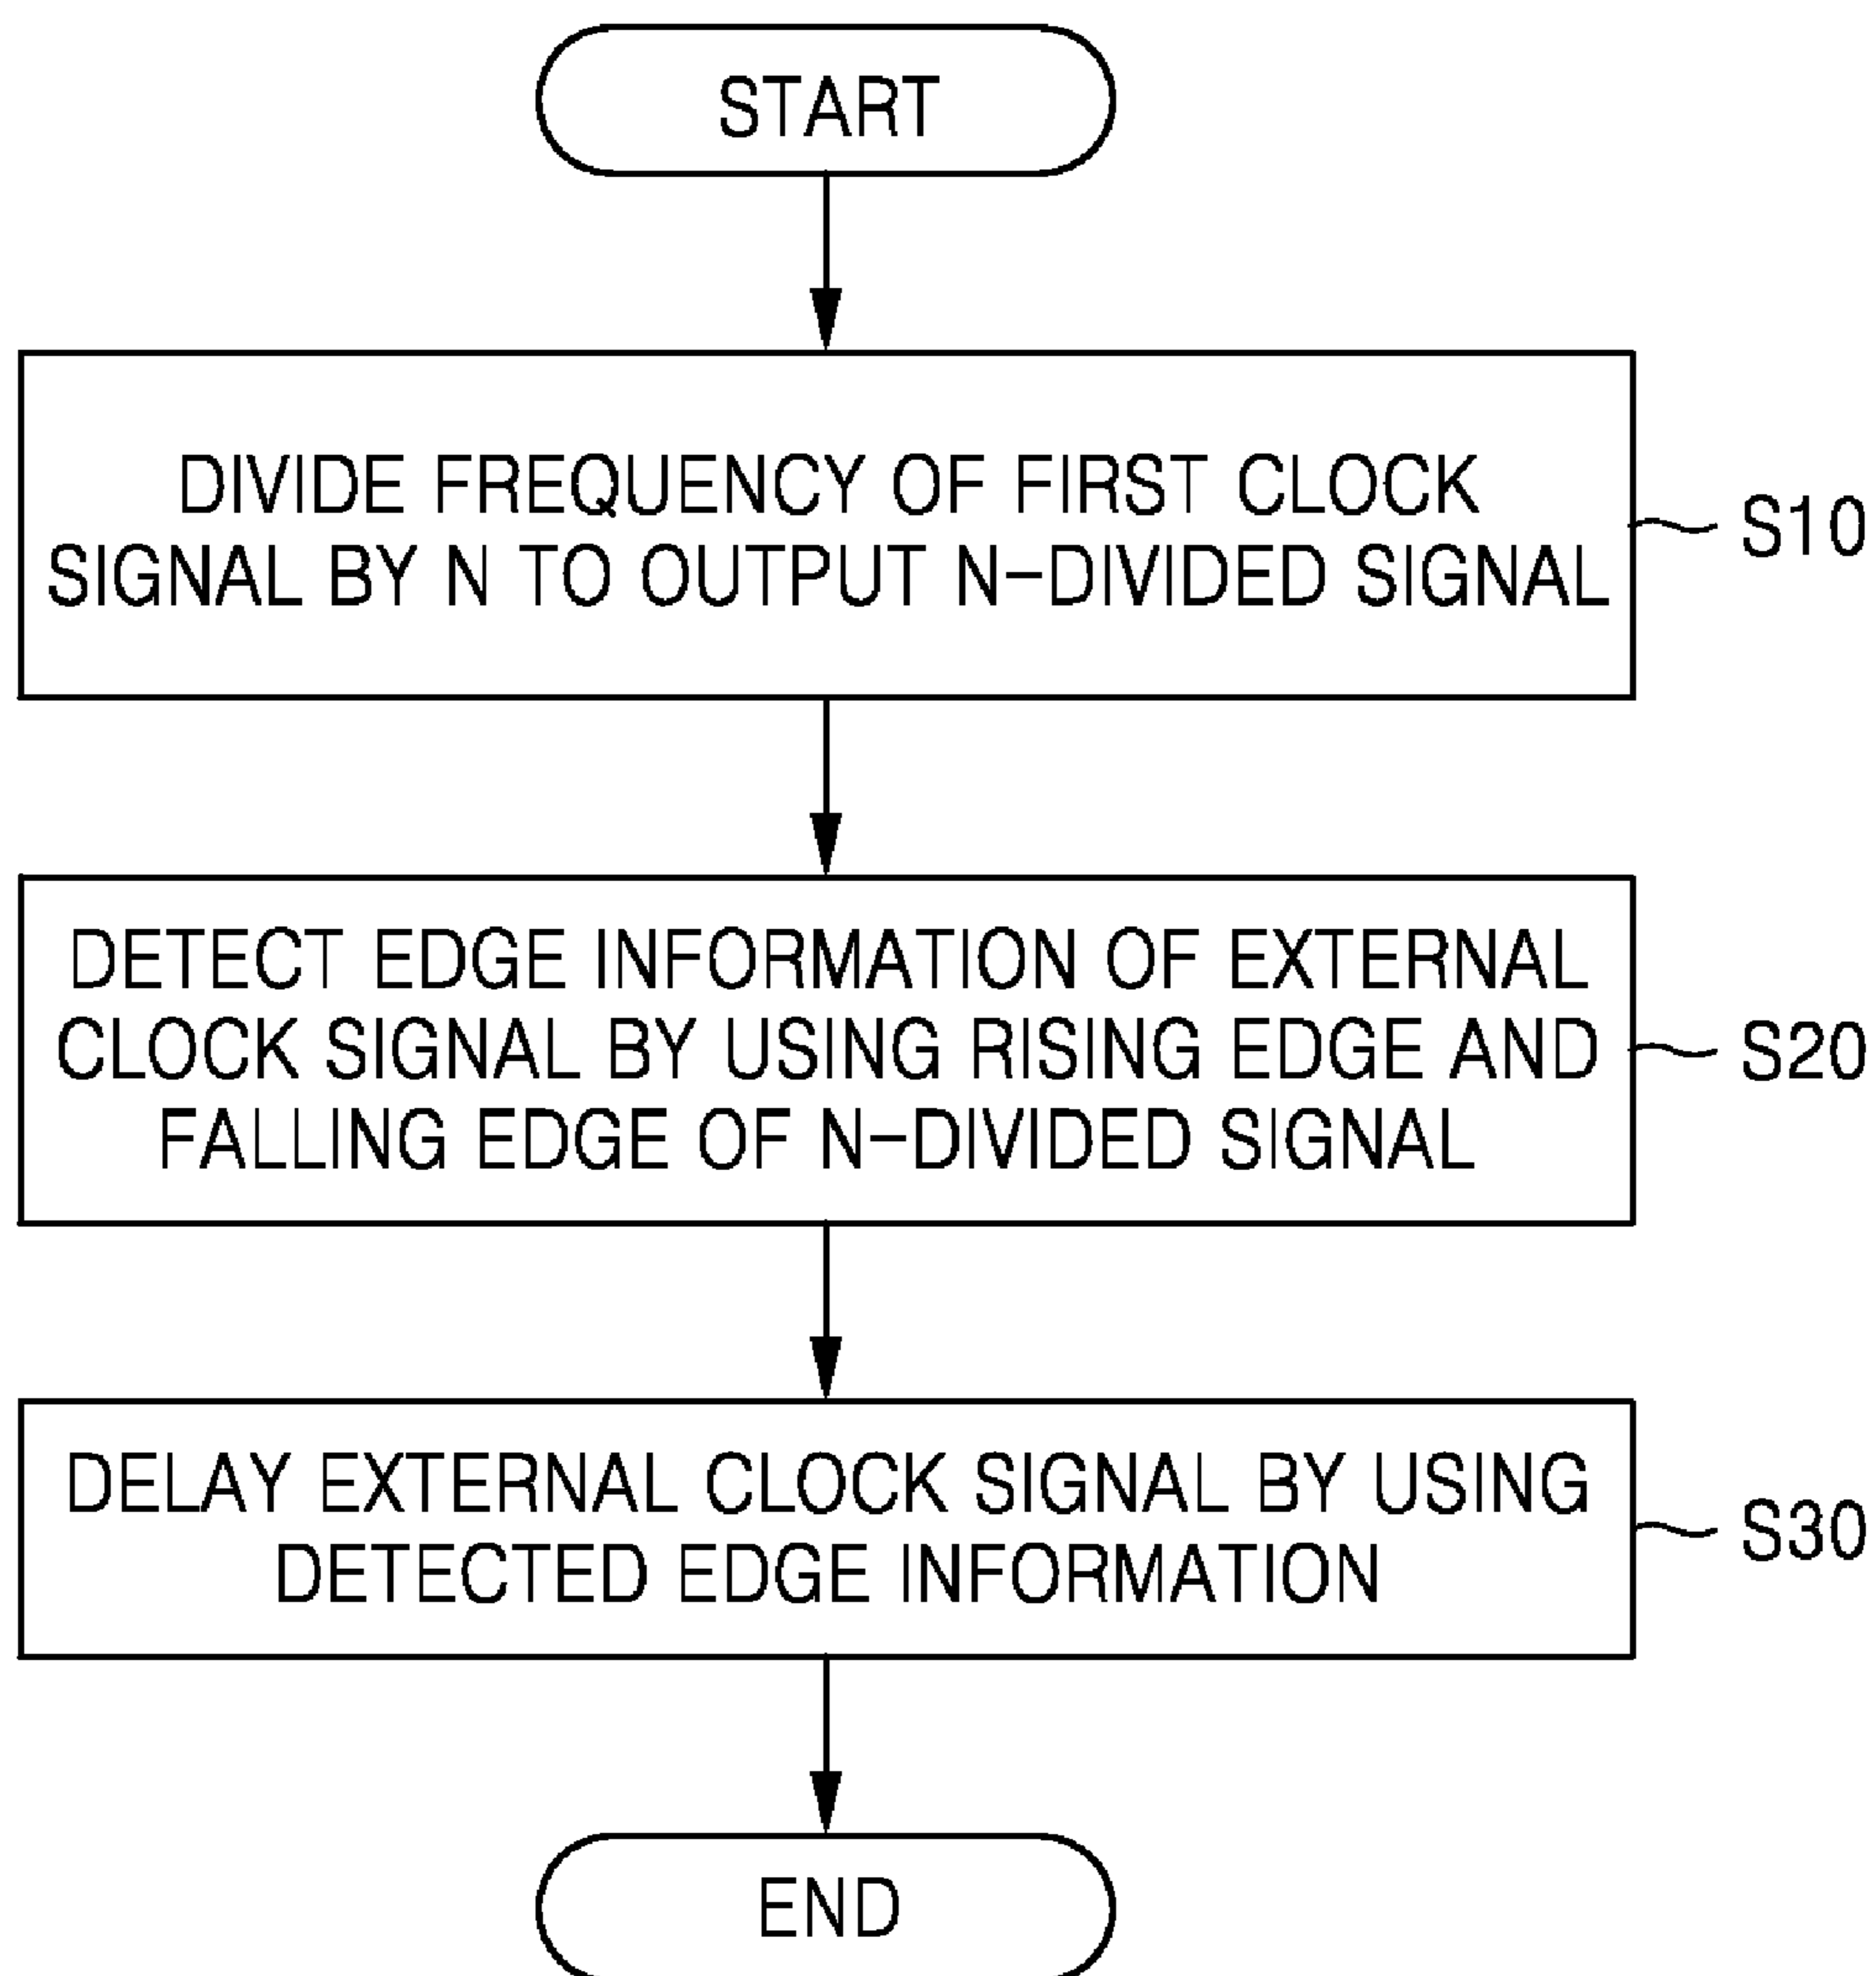 START
DIVIDE FREQUENCY OF FIRST CLOCK
SIGNAL BY N TO OUTPUT N-DIVIDED SIGNAL
S10
DETECT EDGE INFORMATION OF EXTERNAL
CLOCK SIGNAL BY USING RISING EDGE AND
FALLING EDGE OF N-DIVIDED SIGNAL
S20
DELAY EXTERNAL CLOCK SIGNAL BY USING
DETECTED EDGE INFORMATION
S30
END